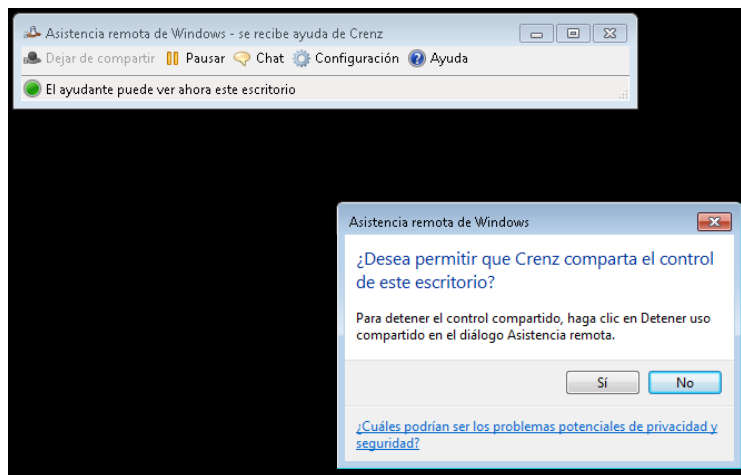 Asistencia remota de Windows - se recibe ayuda de Crenz
Dejar de compartir Pausar Chat Configuración Ayuda
El ayudante puede ver ahora este escritorio
Asistencia remota de Windows
¿Desea permitir que Crenz comparta el control
de este escritorio?
Para detener el control compartido, haga clic en Detener uso
compartido en el diálogo Asistencia remota.
Sí No
¿Cuáles podrían ser los problemas potenciales de privacidad y
seguridad?